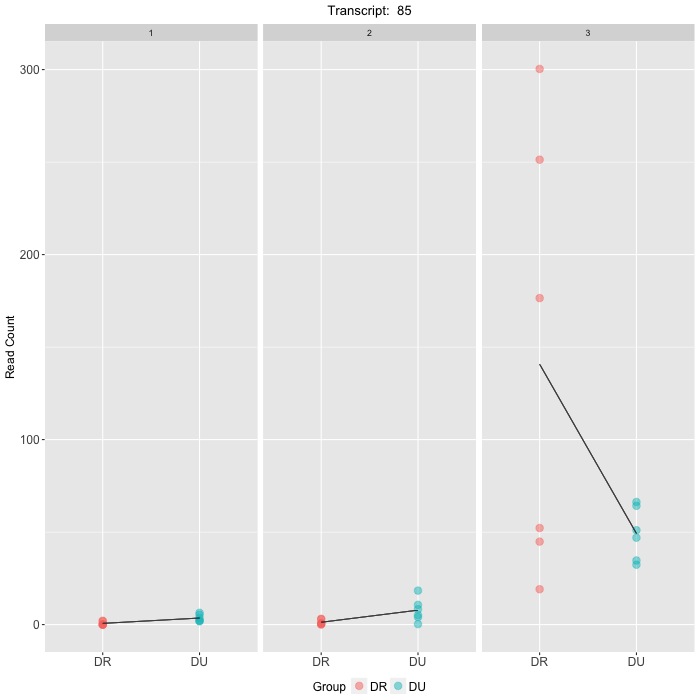 Transcript: 85
1 2 3
300
200
100
0
Read Count
DR DU DR DU DR DU
Group DR DU